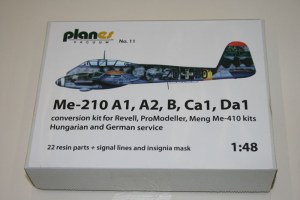 planes
VACUUM
No. 11
Me-210 A1, A2, B, Ca1, Da1
conversion kit for Revell, ProModeller, Meng Me-410 kits
Hungarian and German service
22 resin parts + signal lines and insignia mask
1:48